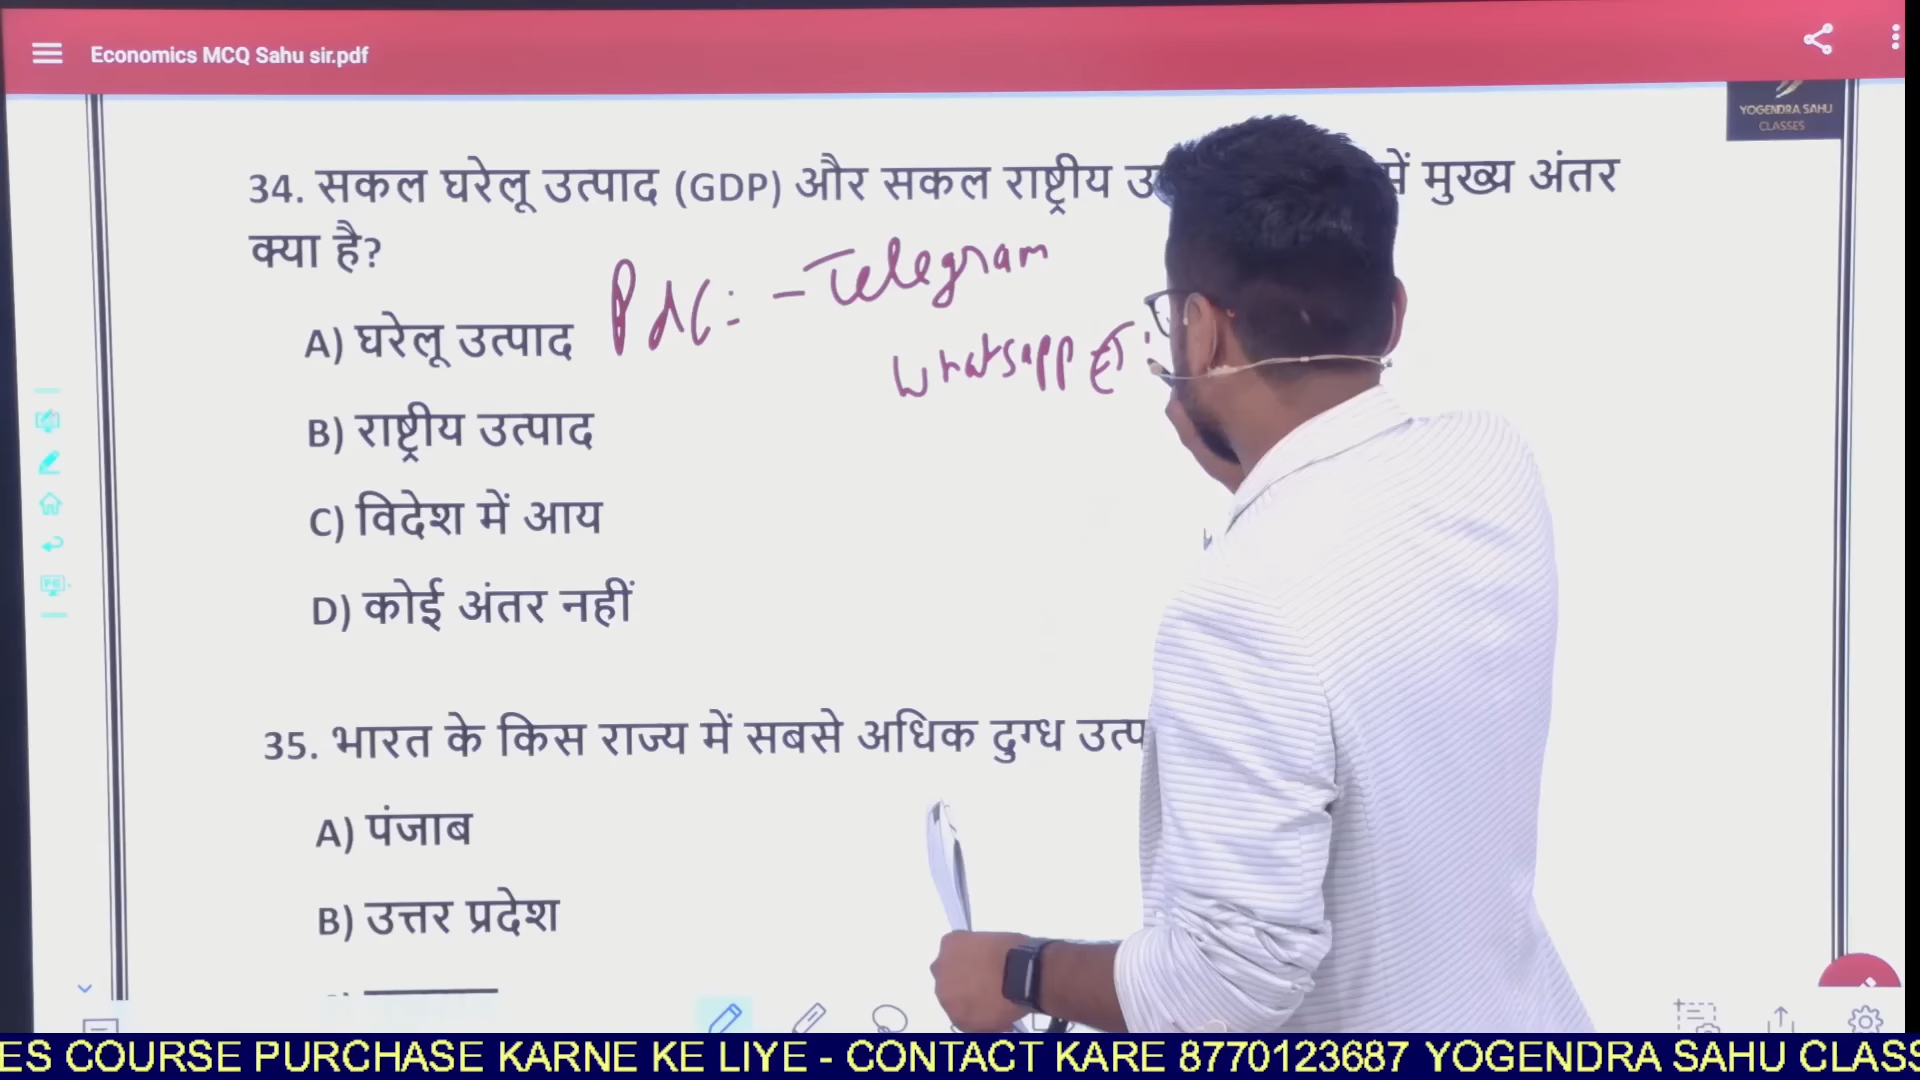 Economics MCQ Sahu sir.pdf
YOGENDRA SAHU
CLASSES
34. सकल घरेलू उत्पाद (GDP) और सकल राष्ट्रीय में मुख्य अंतर
क्या है?
Pdf:- Telegram
whatsapp
A) घरेलू उत्पाद
B) राष्ट्रीय उत्पाद
C) विदेश में आय
D) कोई अंतर नहीं
35. भारत के किस राज्य में सबसे अधिक दुग्ध
A) पंजाब
B) उत्तर प्रदेश
ES COURSE PURCHASE KARNE KE LIYE - CONTACT KARE 8770123687 YOGENDRA SAHU CLASS